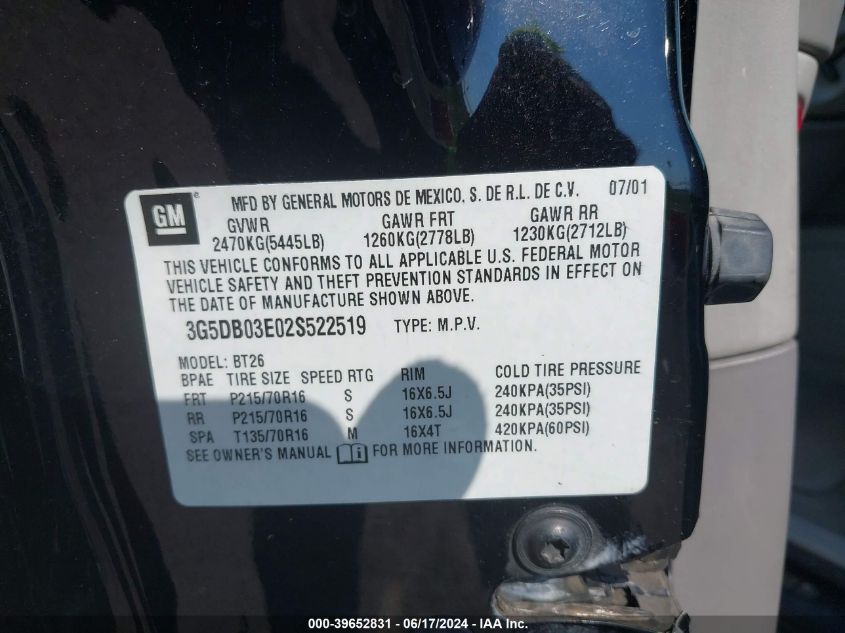 GM ® MFD BY GENERAL MOTORS DE MEXICO, S. DE R.L. DE C.V. 07/01
GVWR GAWR FRT GAWR RR
2470KG(5445LB) 1260KG(2778LB) 1230KG(2712LB)
THIS VEHICLE CONFORMS TO ALL APPLICABLE U.S. FEDERAL MOTOR
VEHICLE SAFETY AND THEFT PREVENTION STANDARDS IN EFFECT ON
THE DATE OF MANUFACTURE SHOWN ABOVE.
3G5DB03E02S522519 TYPE: M.P.V.
MODEL: BT26
BPAE TIRE SIZE SPEED RTG RIM COLD TIRE PRESSURE
FRT P215/70R16 S 16X6.5J 240KPA(35PSI)
RR P215/70R16 S 16X6.5J 240KPA(35PSI)
SPA T135/70R16 M 16X4T 420KPA(60PSI)
SEE OWNER'S MANUAL FOR MORE INFORMATION.
000-39652831 - 06/17/2024 - IAA Inc.